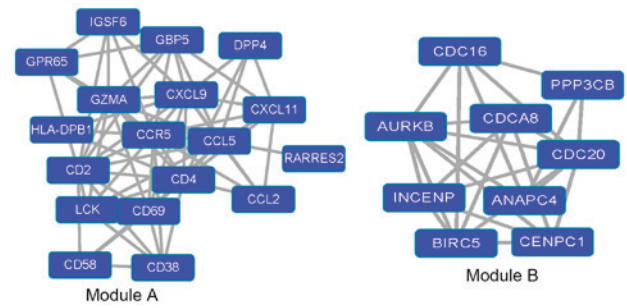 IGSF6
GBP5
DPP4
GPR65
GZMA
CXCL9
CXCL11
HLA-DPB1
CCR5
CCL5
RARRES2
CD2
CD4
CCL2
LCK
CD69
CD58
CD38
Module A
CDC16
PPP3CB
AURKB
CDCA8
CDC20
INCENP
ANAPC4
BIRC5
CENPC1
Module B